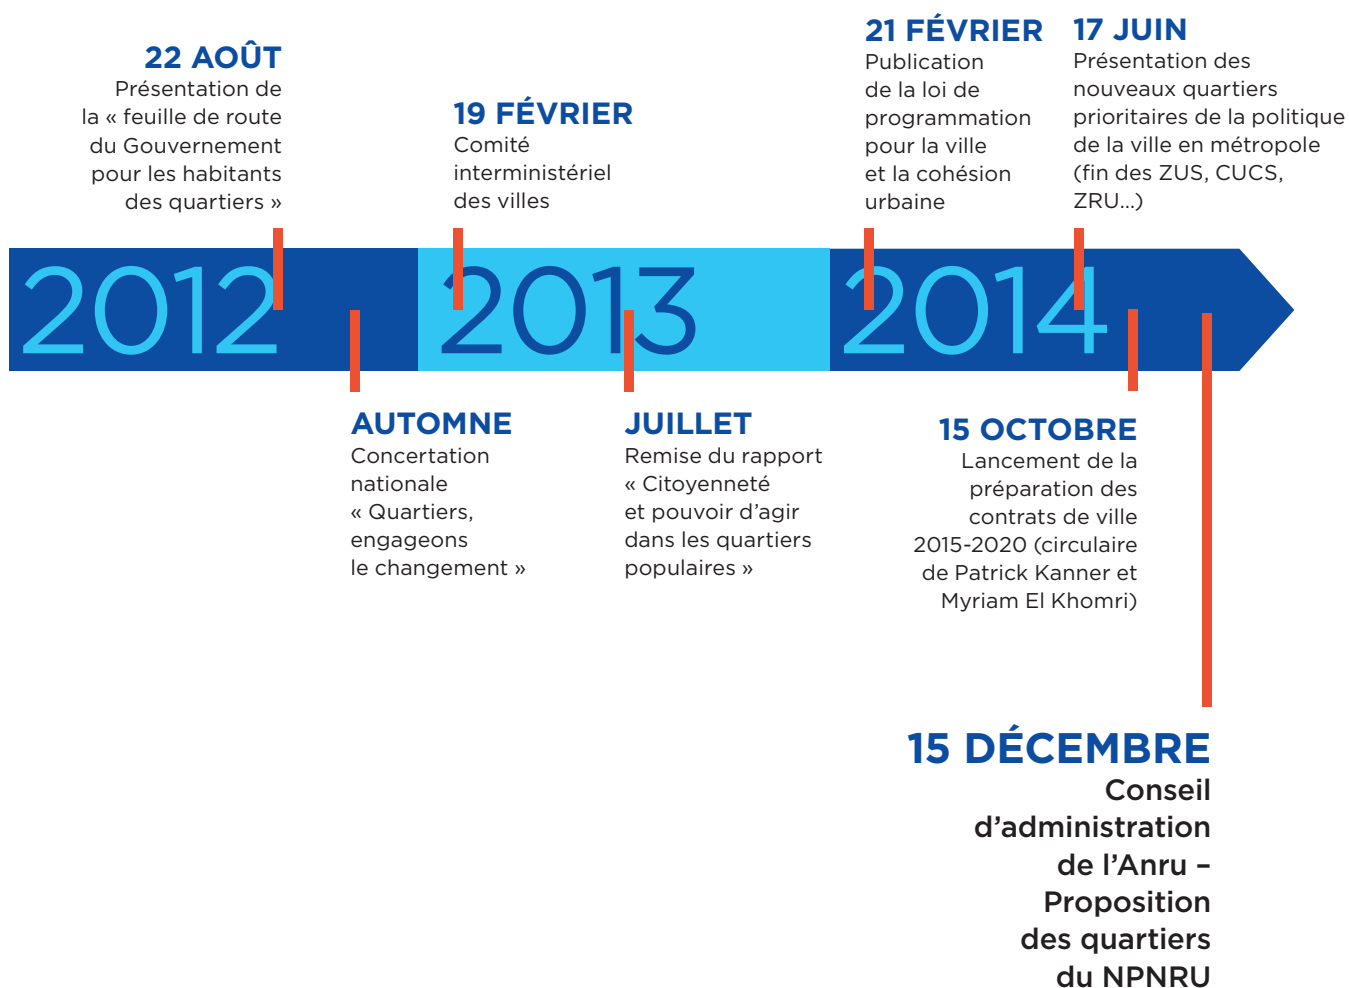 22 AOÛT
Présentation de
la « feuille de route
du Gouvernement
pour les habitants
des quartiers »
19 FÉVRIER
Comité
interministériel
des villes
21 FÉVRIER
Publication
de la loi de
programmation
pour la ville
et la cohésion
urbaine
17 JUIN
Présentation des
nouveaux quartiers
prioritaires de la politique
de la ville en métropole
(fin des ZUS, CUCS,
ZRU...)
2012
2013
2014
AUTOMNE
Concertation
nationale
« Quartiers,
engageons
le changement »
JUILLET
Remise du rapport
« Citoyenneté
et pouvoir d’agir
dans les quartiers
populaires »
15 OCTOBRE
Lancement de la
préparation des
contrats de ville
2015-2020 (circulaire
de Patrick Kanner et
Myriam El Khomri)
15 DÉCEMBRE
Conseil
d’administration
de l’Anru –
Proposition
des quartiers
du NPNRU